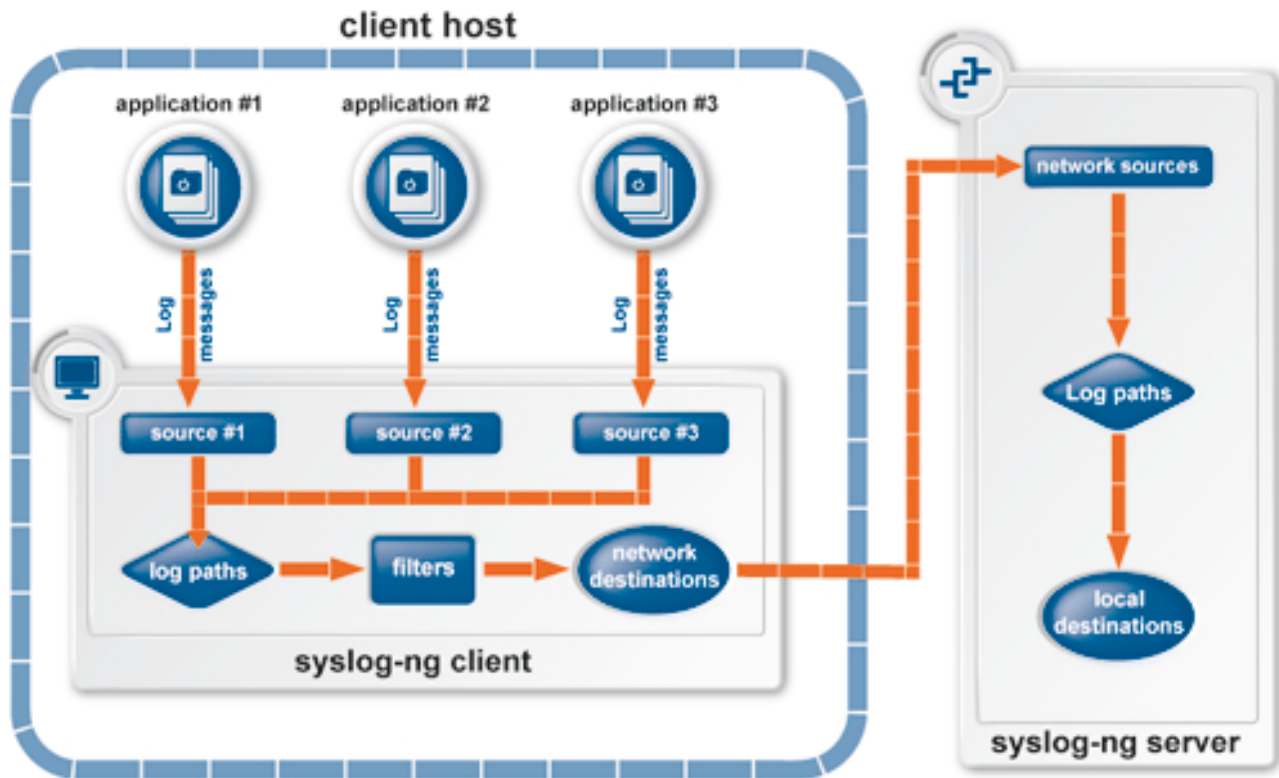 client host
application #1
application #2
application #3
Log
messages
Log
messages
Log
messages
source #1
source #2
source #3
log paths
filters
network
destinations
syslog-ng client
network sources
Log paths
local
destinations
syslog-ng server